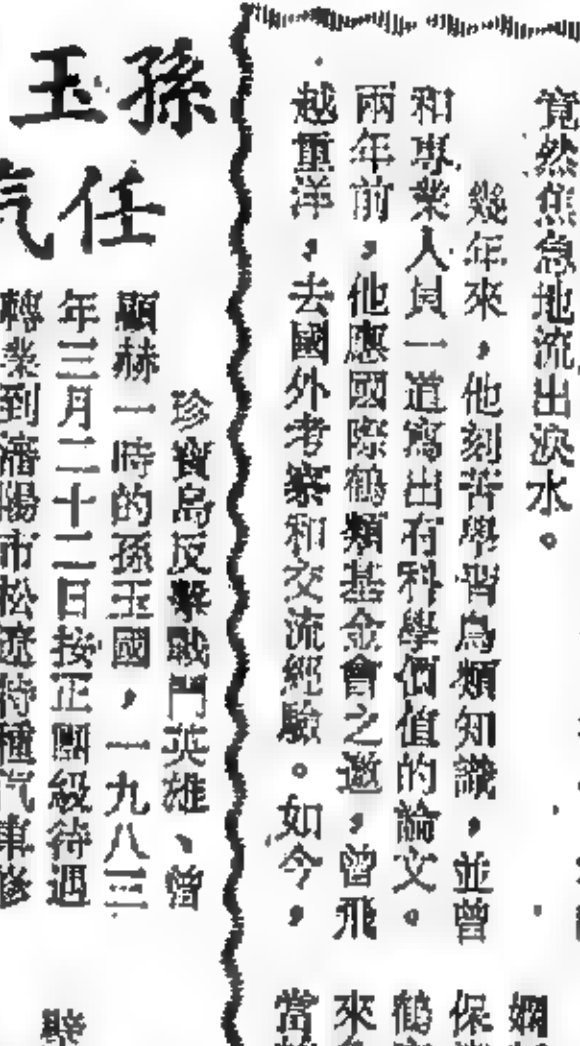 竟然焦急地流出淚水。
幾年來，他刻苦學習鳥類知識，並曾
和專業人員一道寫出有科學價值的論文。
兩年前，他應國際鶴類基金會之邀，曾飛
越重洋，去國外考察和交流經驗。如今，
嫻
保
鶴
來
當
孫玉
任汽
珍寶島反擊戰鬥英雄、曾
顯赫一時的孫玉國，一九八三
年三月二十二日按正團級待遇
轉業到瀋陽市松遼特種汽車修